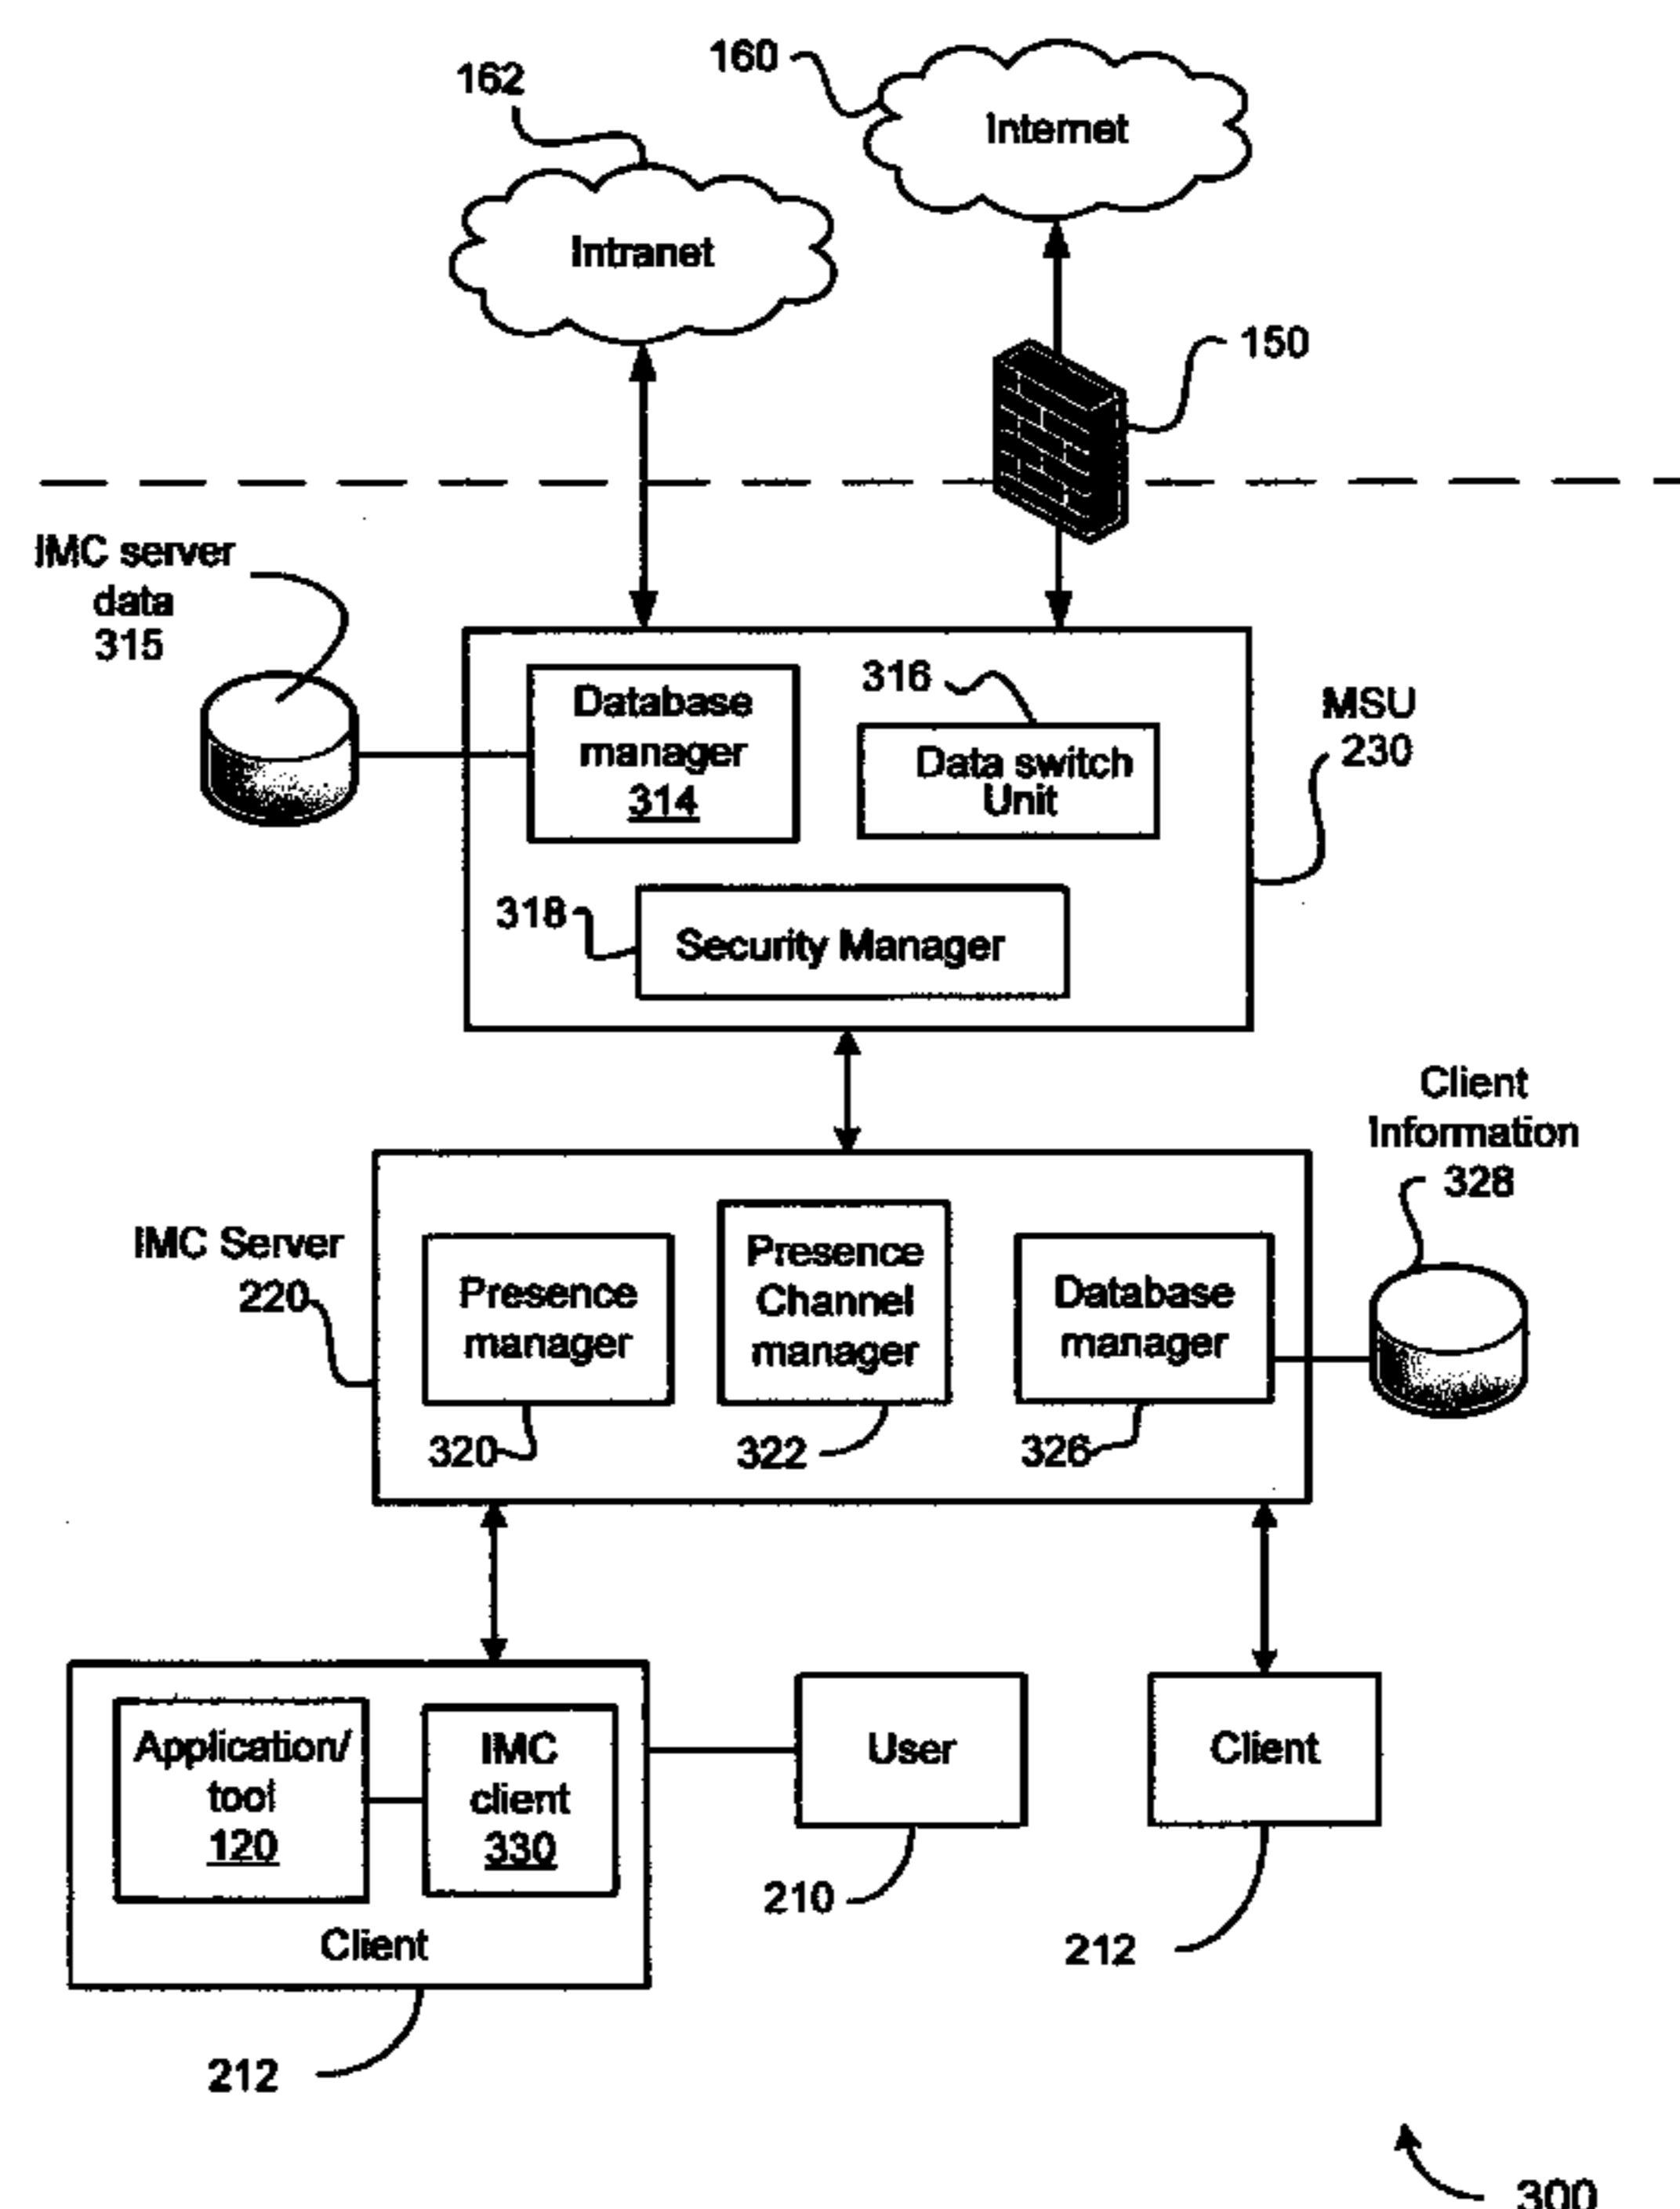 160
162
Internet
Intranet
150
IMC server
data
315
Database
manager
314
316
Data switch
Unit
MSU
230
318
Security Manager
Client
Information
328
IMC Server
220
Presence
manager
Presence
Channel
manager
Database
manager
320
322
326
Application/
tool
120
IMC
client
330
Client
User
Client
210
212
212
300